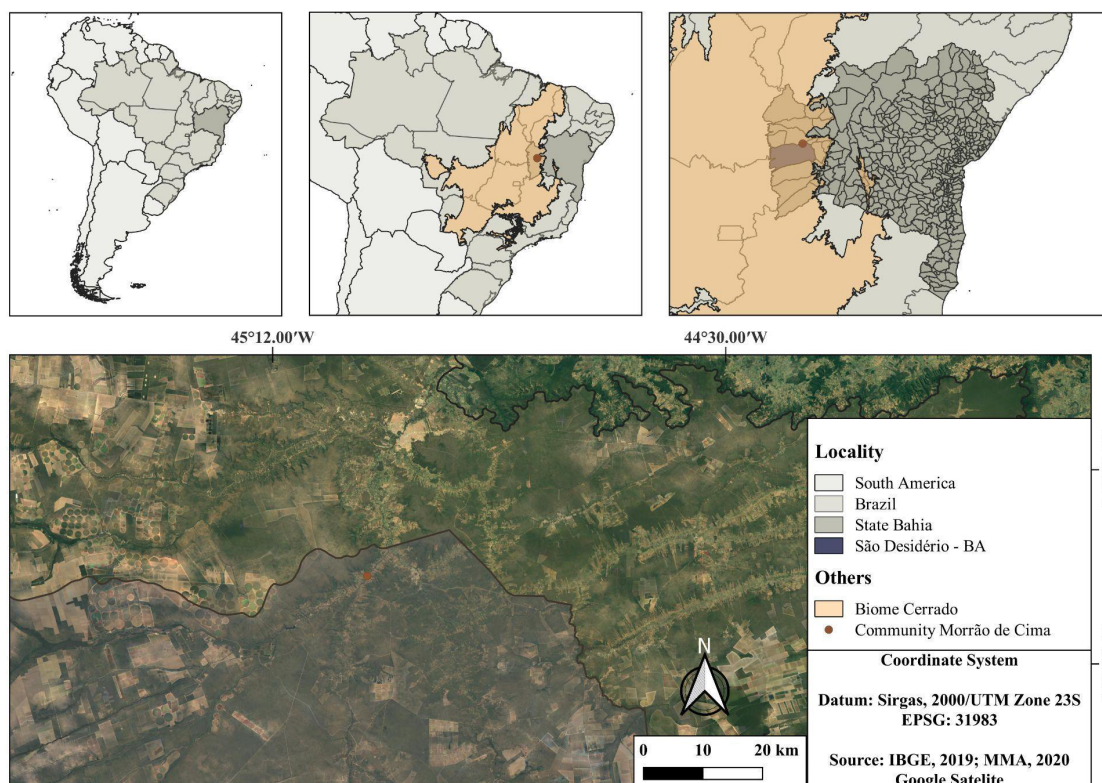 45°12.00′W 44°30.00′W
Locality
South America
Brazil
State Bahia
São Desidério - BA
Others
Biome Cerrado
Community Morrão de Cima
N
0 10 20 km
Coordinate System
Datum: Sirgas, 2000/UTM Zone 23S
EPSG: 31983
Source: IBGE, 2019; MMA, 2020
Google Satelite